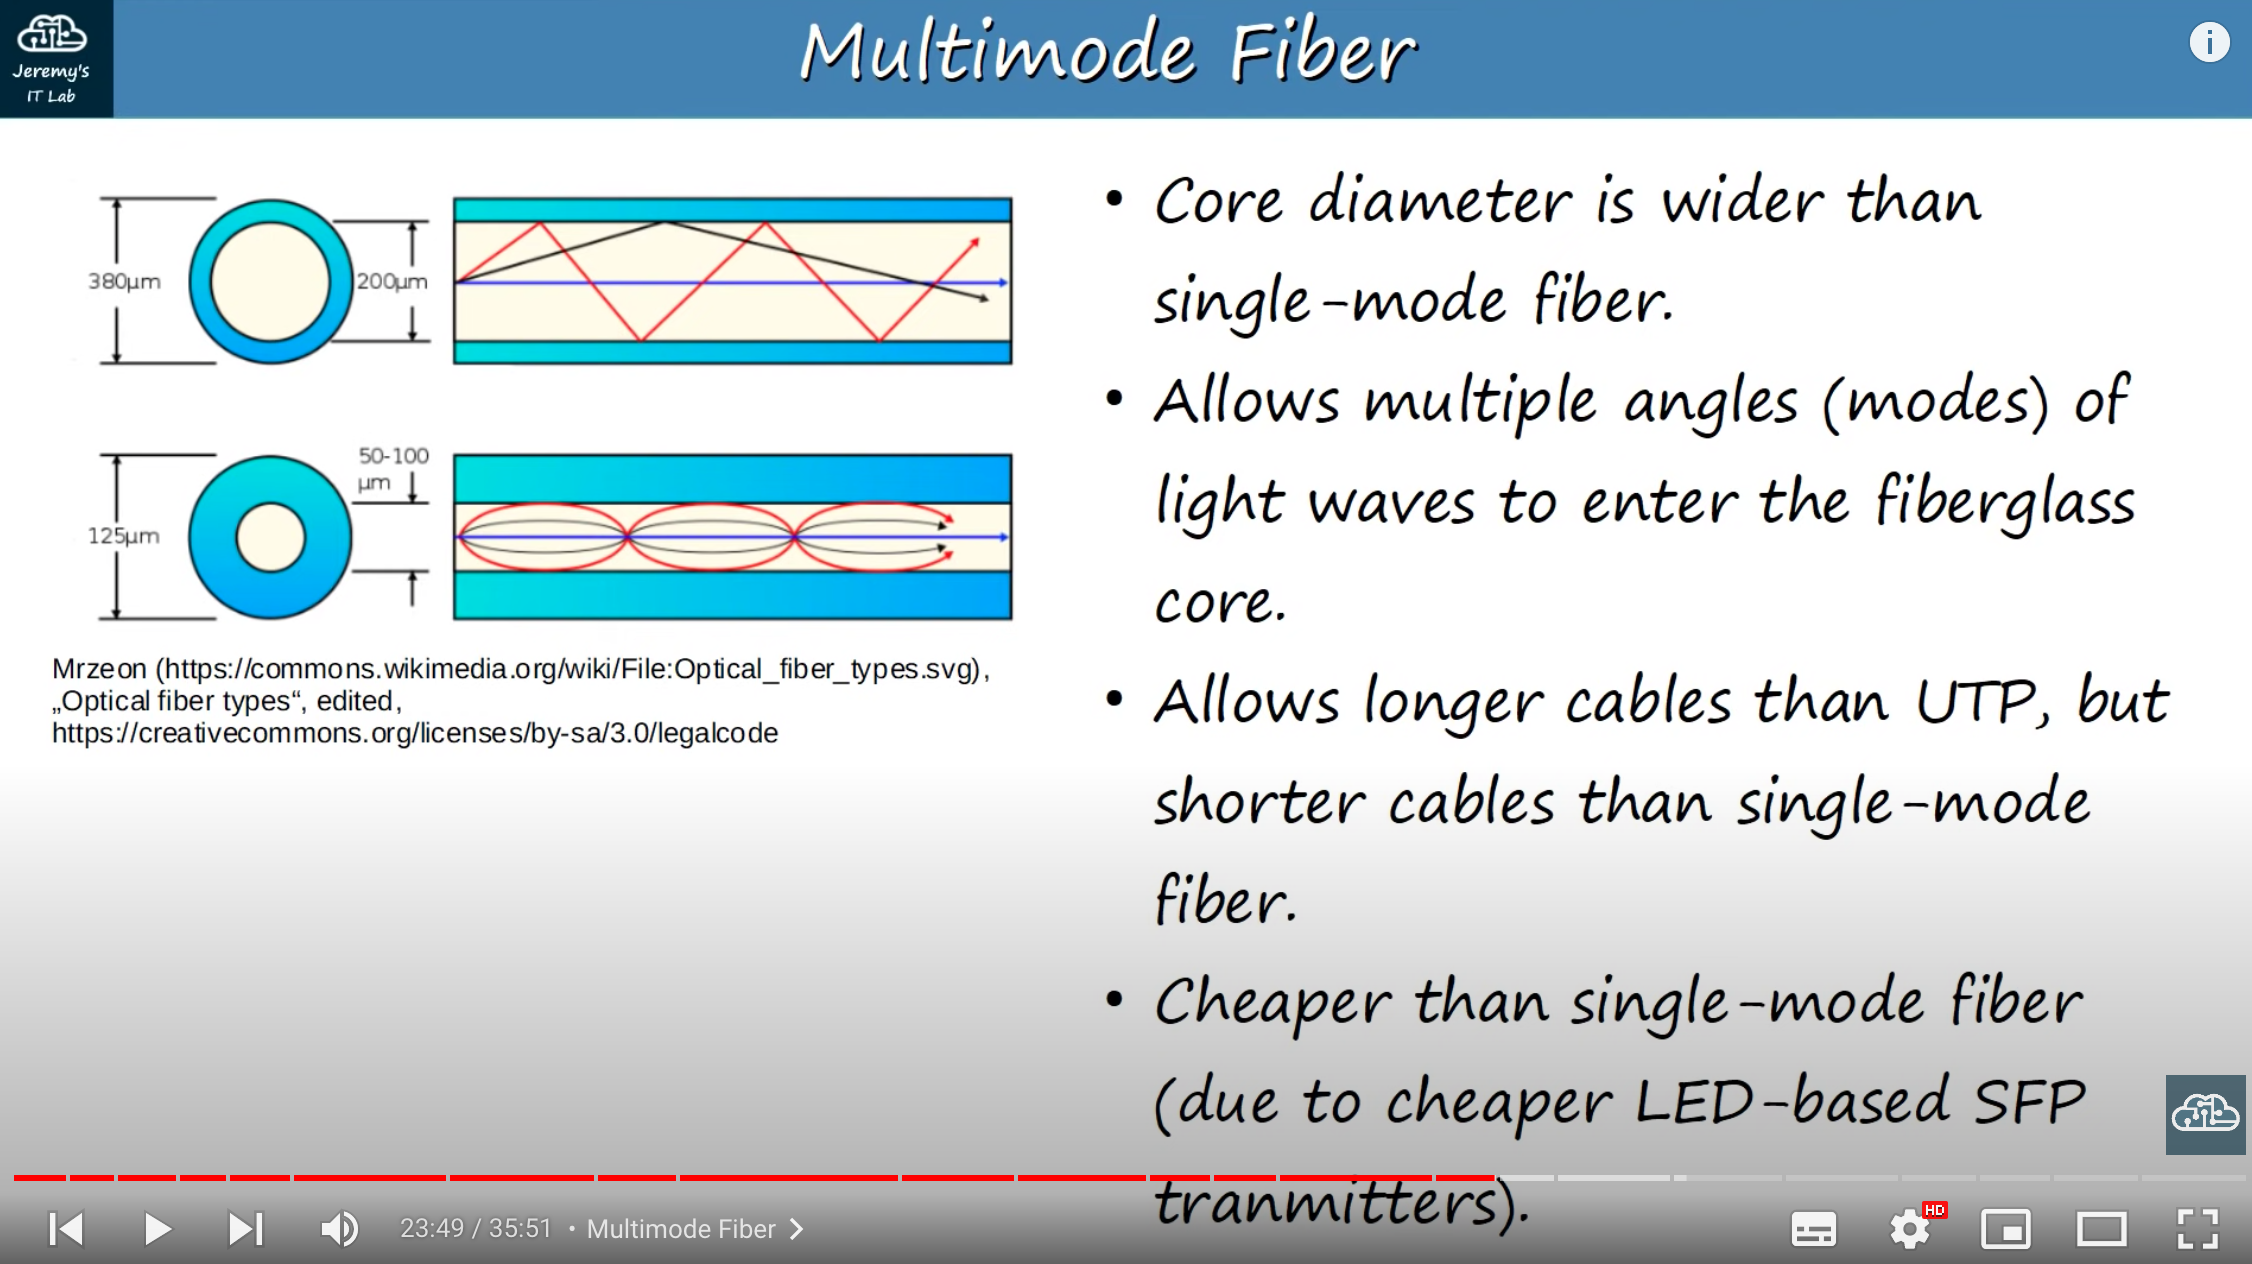 Jeremy's
IT Lab
Multimode Fiber
i
380µm
200µm
50-100
µm
125µm
Mrzeon (https://commons.wikimedia.org/wiki/File:Optical_fiber_types.svg),
„Optical fiber types“, edited,
https://creativecommons.org/licenses/by-sa/3.0/legalcode
• Core diameter is wider than
single-mode fiber.
• Allows multiple angles (modes) of
light waves to enter the fiberglass
core.
• Allows longer cables than UTP, but
shorter cables than single-mode
fiber.
• Cheaper than single-mode fiber
(due to cheaper LED-based SFP
tranmitters).
23:49 / 35:51 • Multimode Fiber
HD